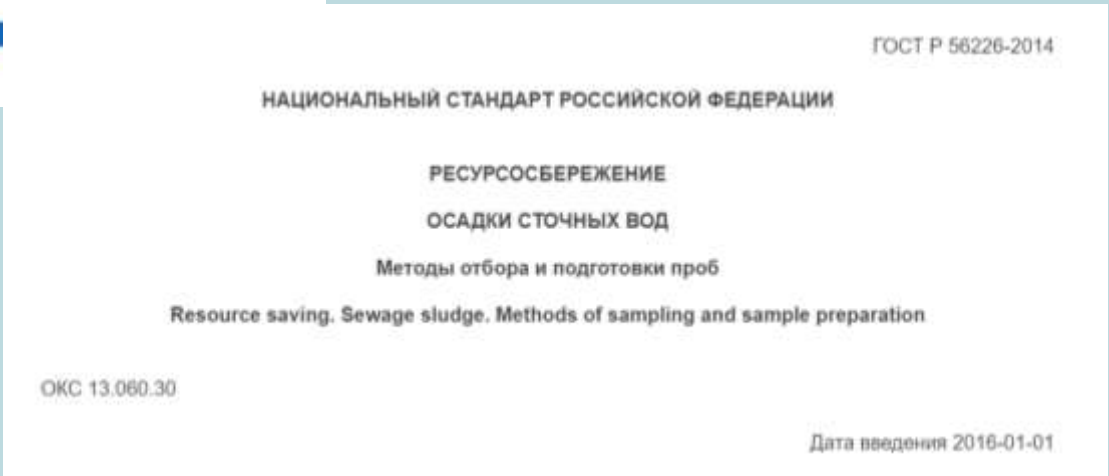 ГОСТ Р 56226-2014
НАЦИОНАЛЬНЫЙ СТАНДАРТ РОССИЙСКОЙ ФЕДЕРАЦИИ
РЕСУРСОСБЕРЕЖЕНИЕ
ОСАДКИ СТОЧНЫХ ВОД
Методы отбора и подготовки проб
Resource saving. Sewage sludge. Methods of sampling and sample preparation
ОКС 13.060.30
Дата введения 2016-01-01